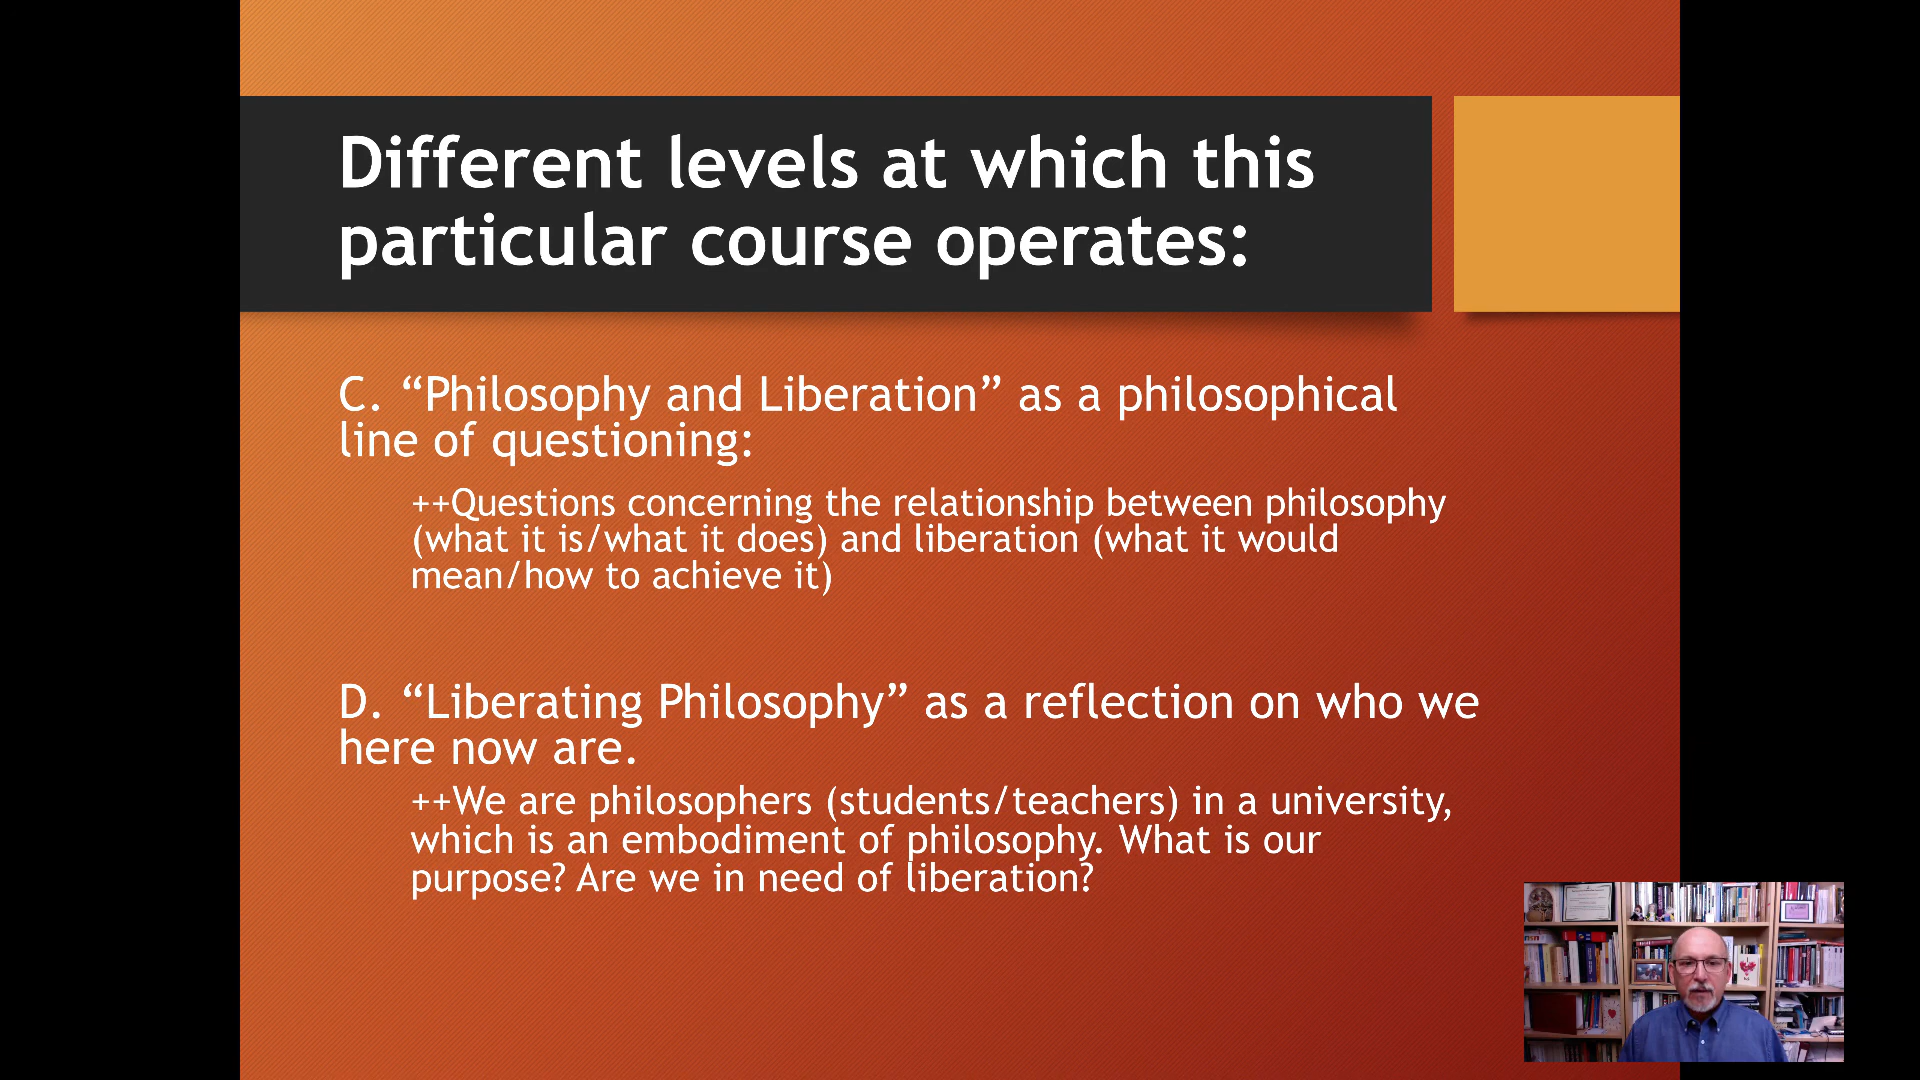 Different levels at which this
particular course operates:
C. “Philosophy and Liberation” as a philosophical
line of questioning:
++Questions concerning the relationship between philosophy
(what it is/what it does) and liberation (what it would
mean/how to achieve it)
D. “Liberating Philosophy” as a reflection on who we
here now are.
++We are philosophers (students/teachers) in a university,
which is an embodiment of philosophy. What is our
purpose? Are we in need of liberation?